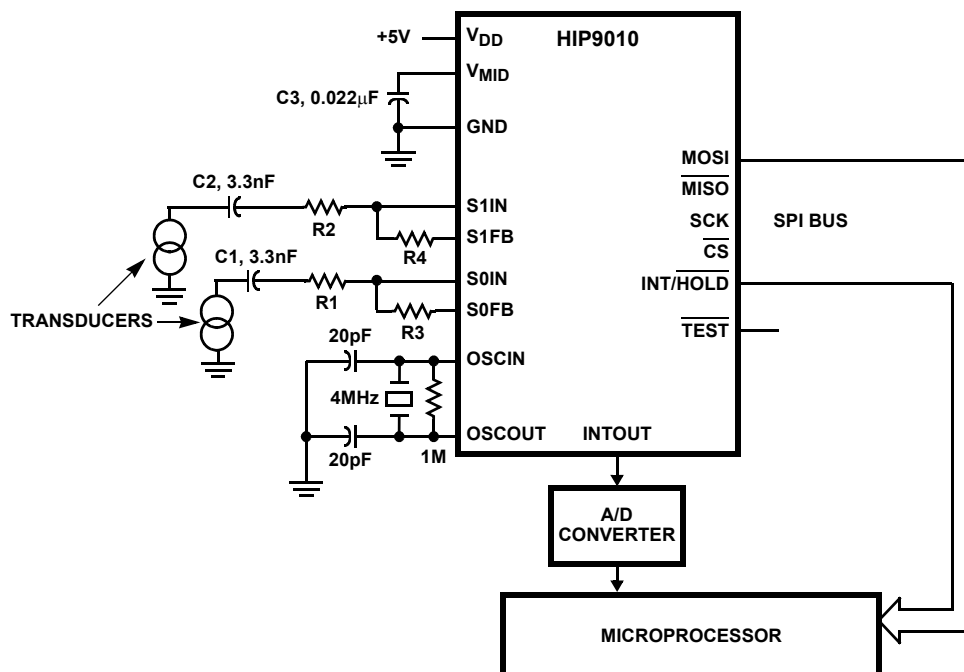 HIP9010
+5V
VDD
VMID
C3, 0.022μF
GND
MOSI
MISO
C2, 3.3nF
S1IN
SCK
SPI BUS
R2
S1FB
R4
CS
C1, 3.3nF
S0IN
INT/HOLD
R1
TRANSDUCERS
S0FB
R3
TEST
20pF
OSCIN
4MHz
OSCOUT
INTOUT
20pF
1M
A/D
CONVERTER
MICROPROCESSOR